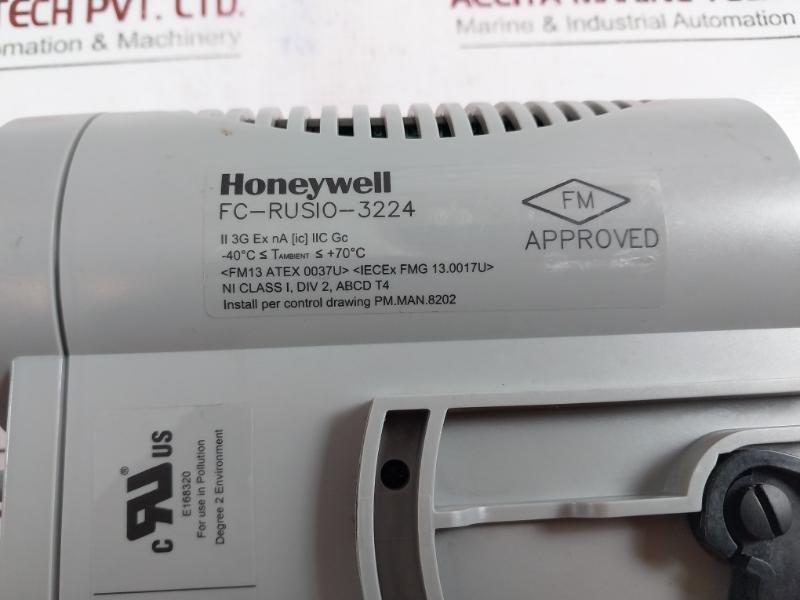 TECH PVT. LTD.
omation & Machinery
Marine & Industrial Automation
Honeywell
FC-RUSIO-3224
II 3G Ex nA [ic] IIC Gc
-40°C ≤ TAMBIENT ≤ +70°C
<FM13 ATEX 0037U> <IECEx FMG 13.0017U>
NI CLASS I, DIV 2, ABCD T4
Install per control drawing PM.MAN.8202
FM
APPROVED
c RU US
®
E168320
For use in Pollution
Degree 2 Environment